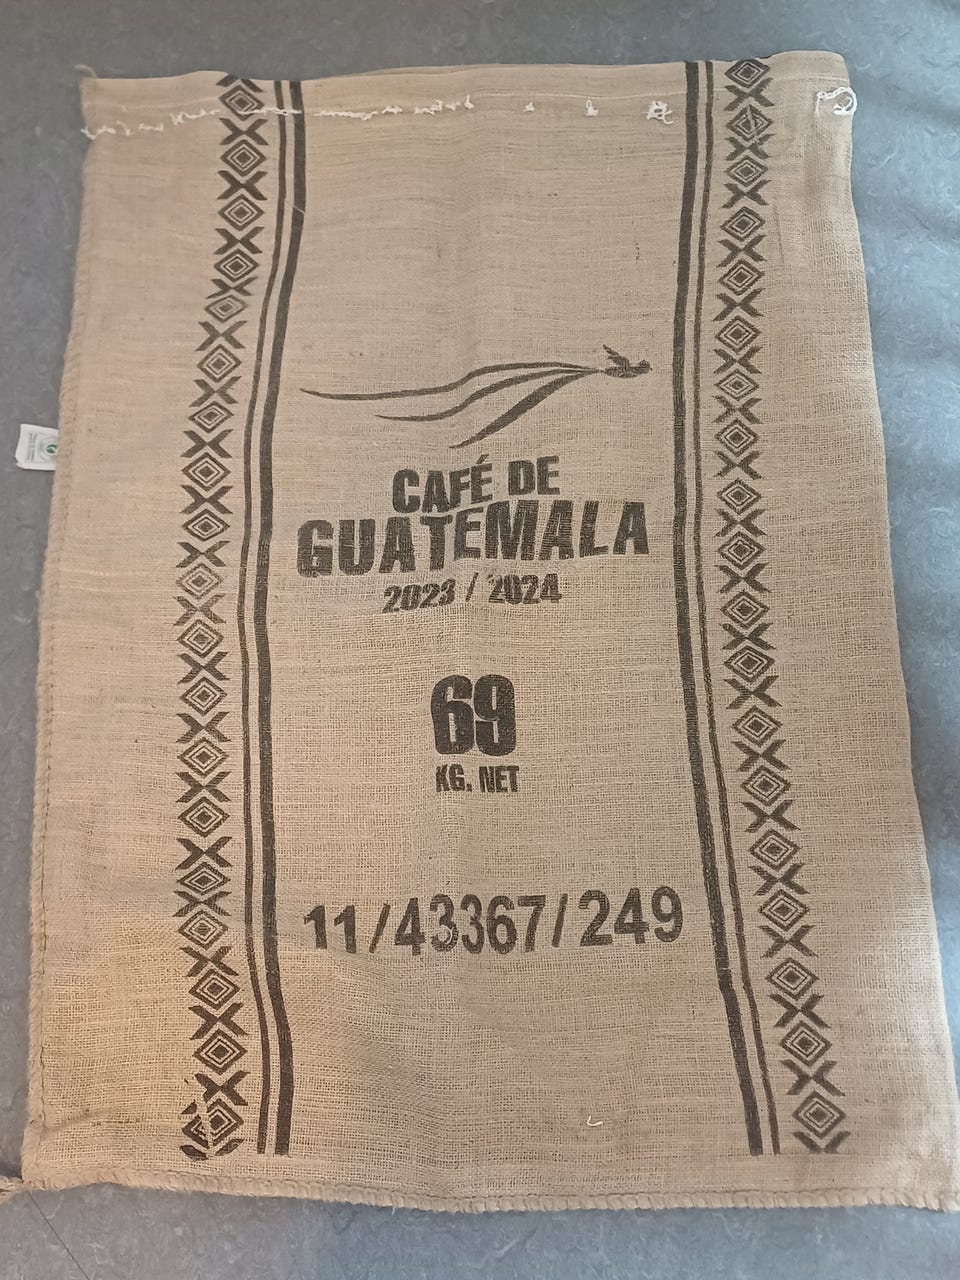 CAFÉ DE
GUATEMALA
2023 / 2024
69
KG. NET
11/43367/249